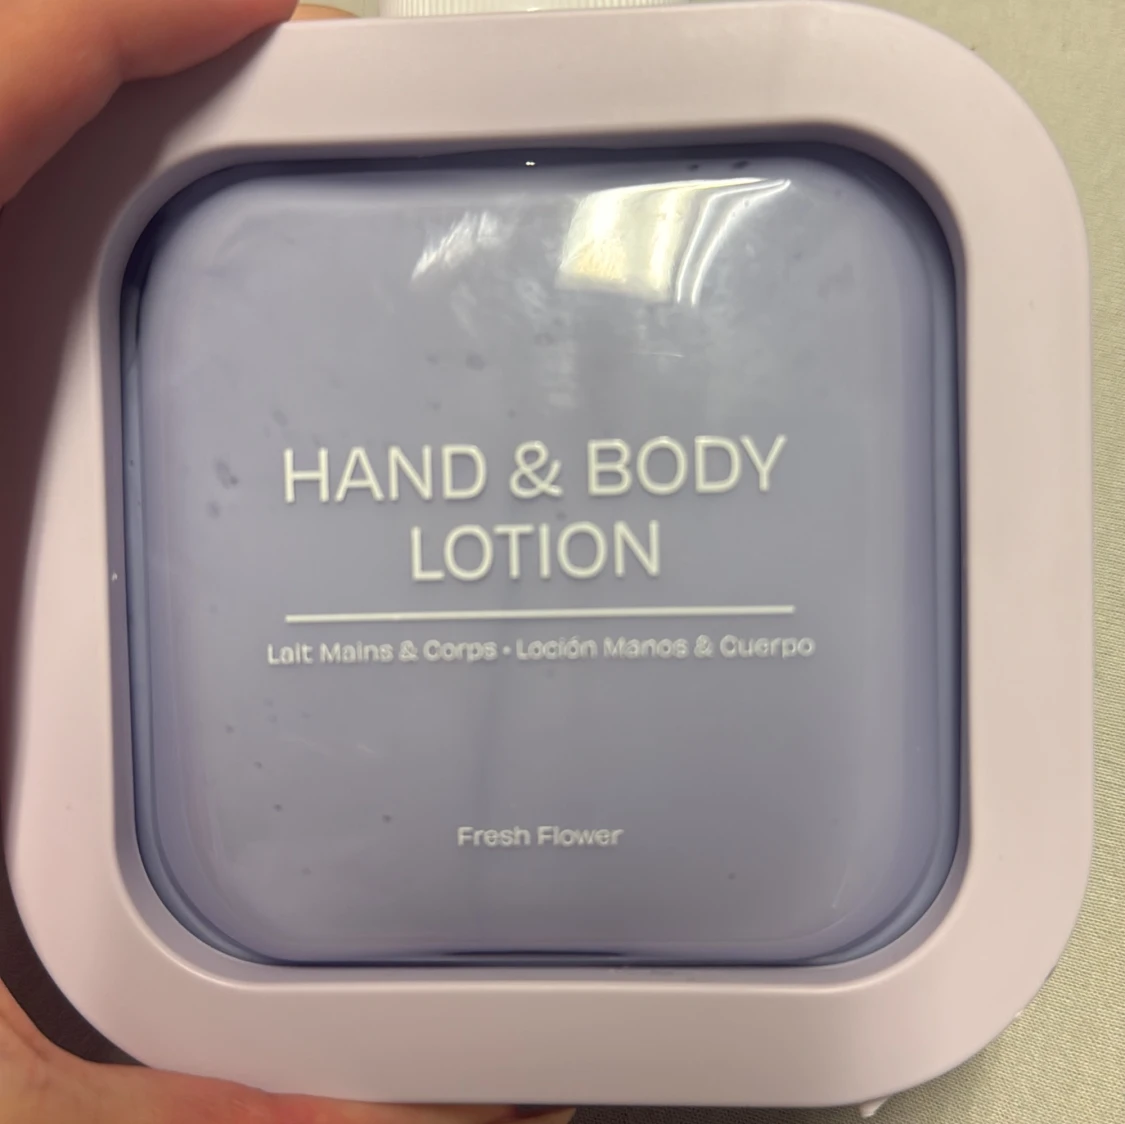 HAND & BODY
LOTION
Lait Mains & Corps • Loción Manos & Cuerpo
Fresh Flower